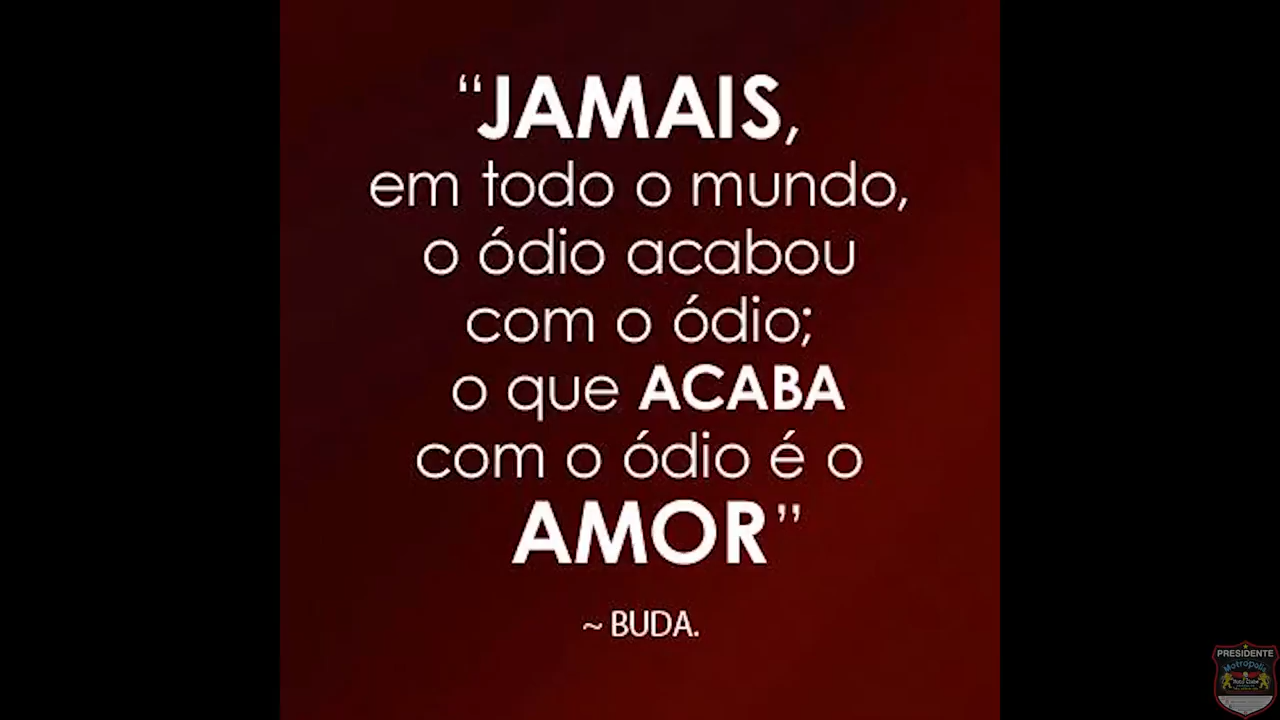 “JAMAIS,
em todo o mundo,
o ódio acabou
com o ódio;
o que ACABA
com o ódio é o
AMOR”
~ BUDA.
PRESIDENTE